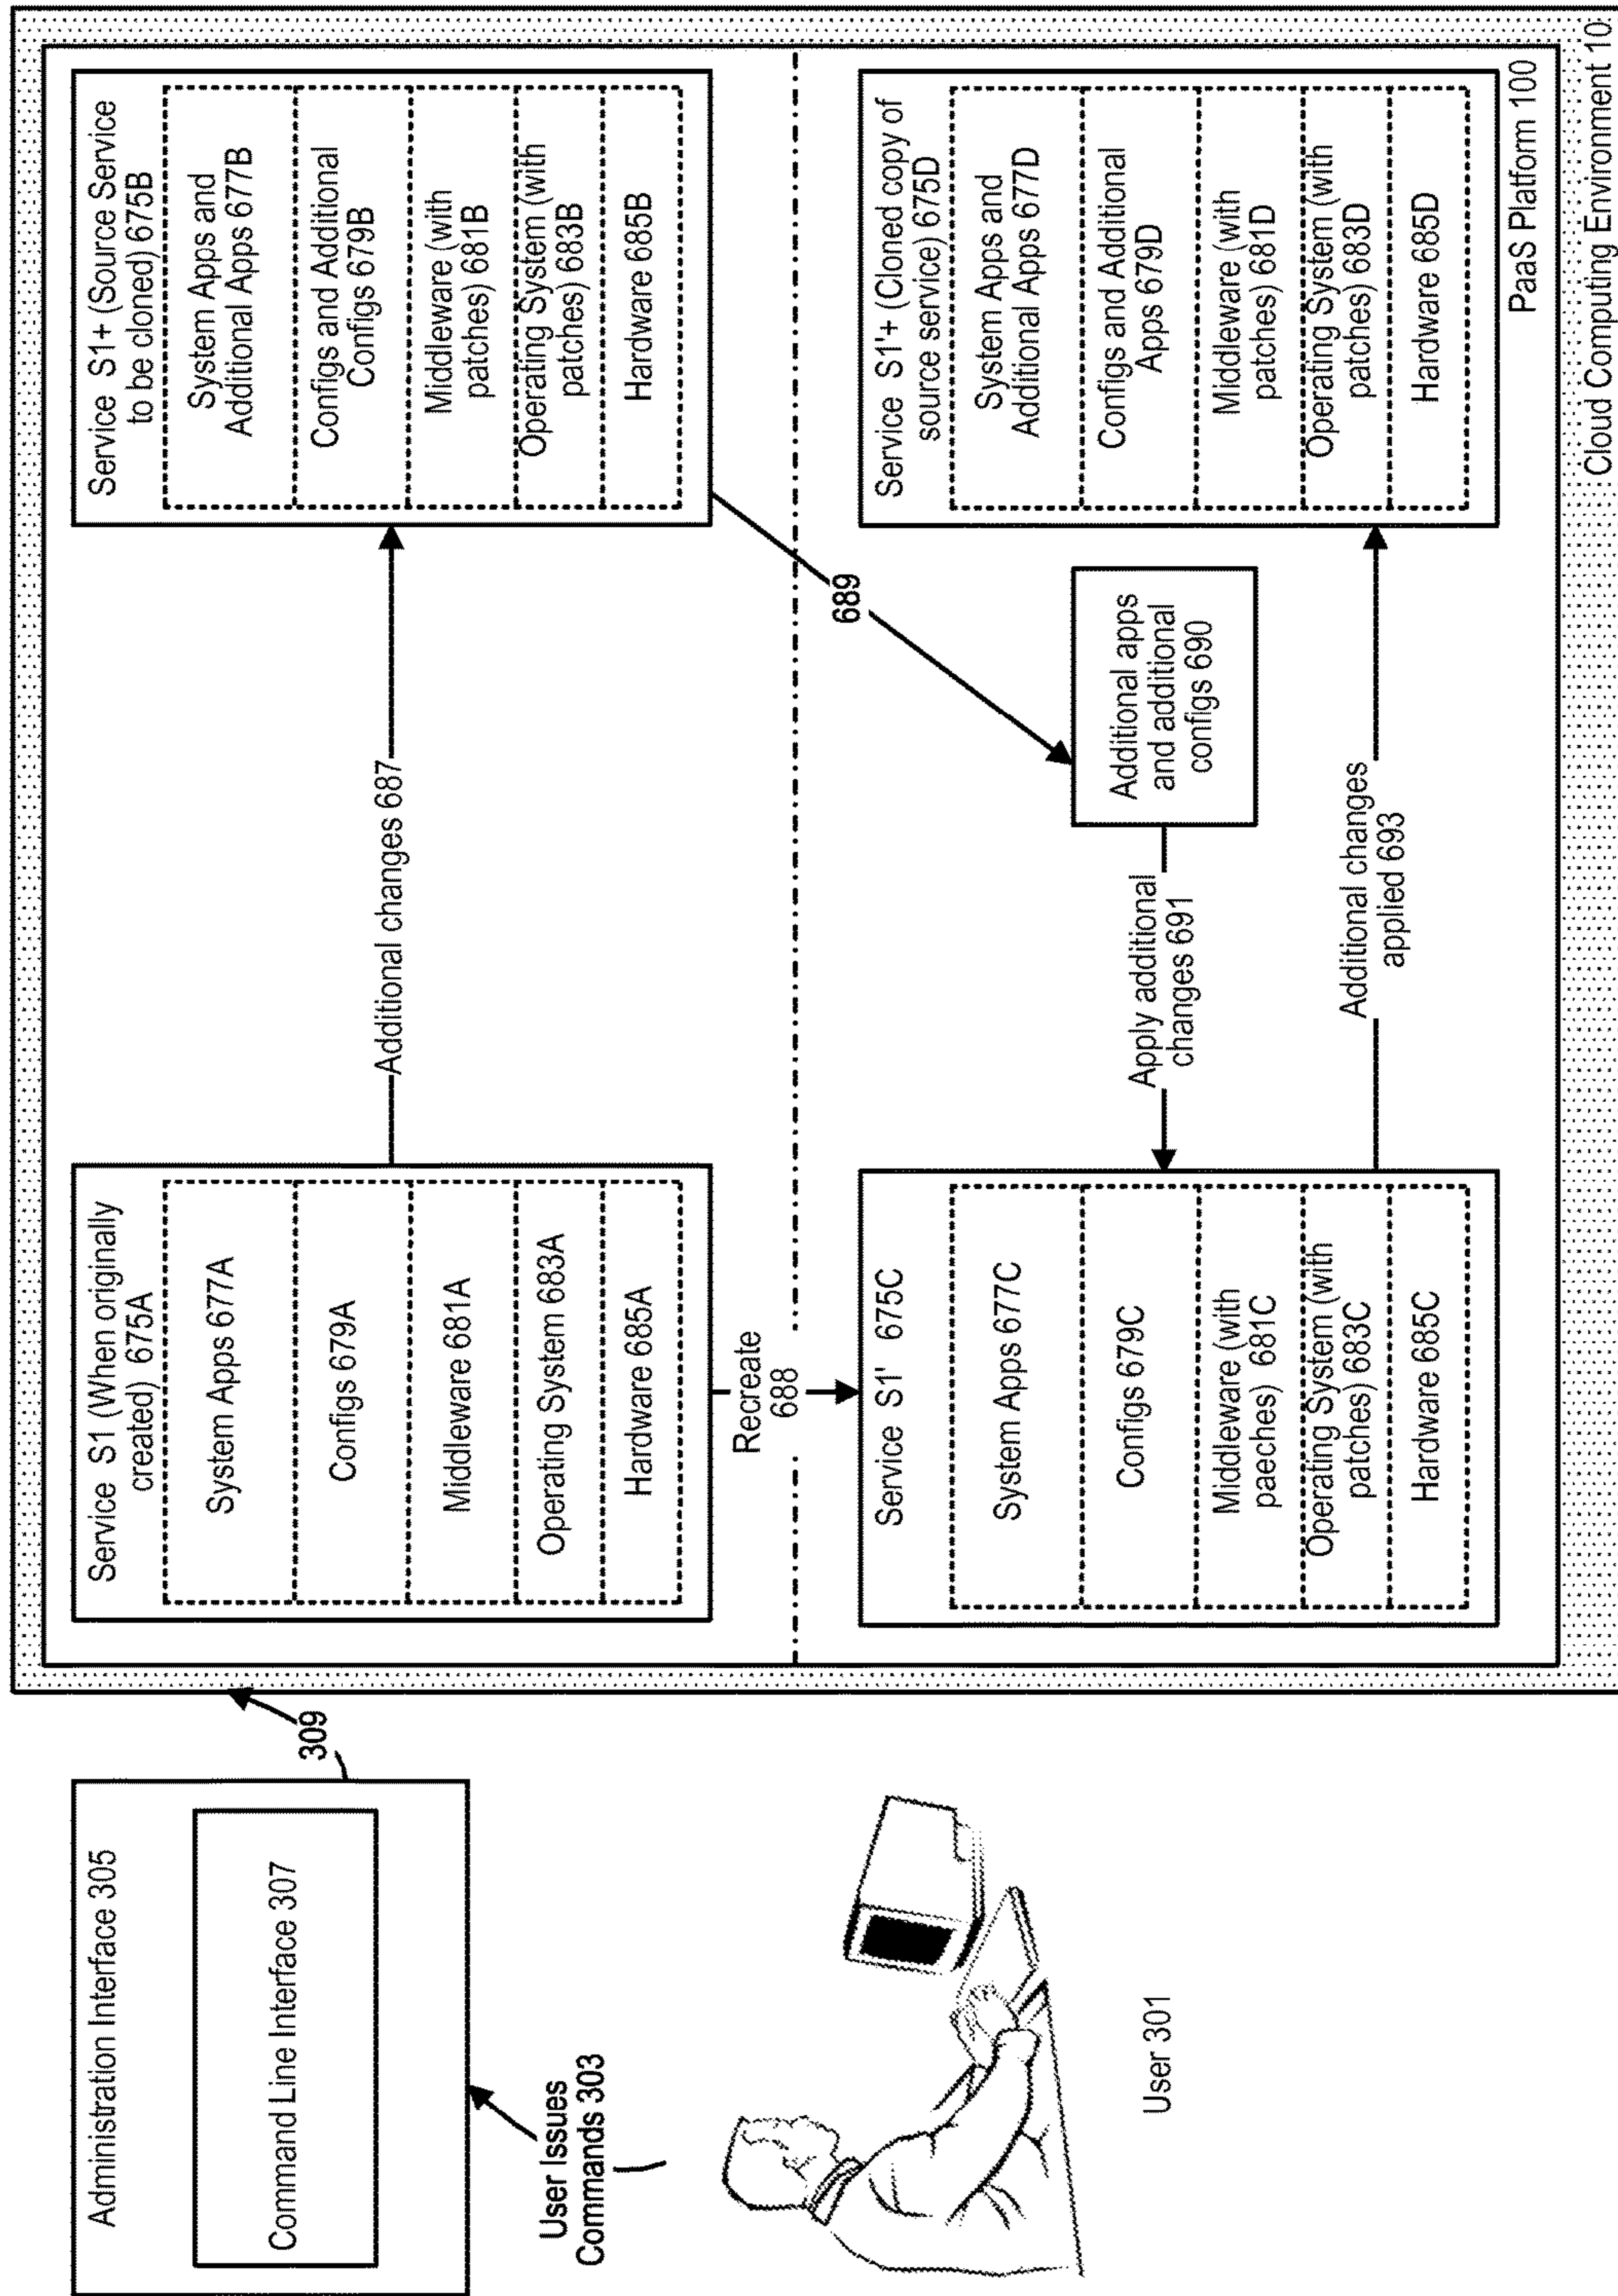 Administration Interface 305
Command Line Interface 307
309
User Issues
Commands 303
User 301
Service S1 (When originally
created) 675A
System Apps 677A
Configs 679A
Middleware 681A
Operating System 683A
Hardware 685A
Additional changes 687
Service S1+ (Source Service
to be cloned) 675B
System Apps and
Additional Apps 677B
Configs and Additional
Configs 679B
Middleware (with
patches) 681B
Operating System (with
patches) 683B
Hardware 685B
Recreate
688
689
Service S1' 675C
System Apps 677C
Configs 679C
Middleware (with
paeches) 681C
Operating System (with
patches) 683C
Hardware 685C
Apply additional
changes 691
Additional apps
and additional
configs 690
Additional changes
applied 693
Service S1'+ (Cloned copy of
source service) 675D
System Apps and
Additional Apps 677D
Configs and Additional
Apps 679D
Middleware (with
patches) 681D
Operating System (with
patches) 683D
Hardware 685D
PaaS Platform 100
Cloud Computing Environment 10